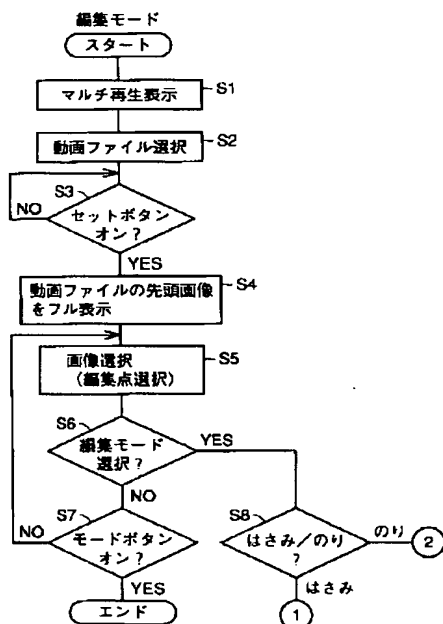 編集モード
スタート
マルチ再生表示
S1
動画ファイル選択
S2
S3
セットボタン
オン?
NO
YES
動画ファイルの先頭画像
をフル表示
S4
画像選択
(編集点選択)
S5
S6
編集モード
選択?
YES
NO
S7
モードボタン
オン?
NO
YES
エンド
S8
はさみ/のり
?
のり
2
はさみ
1